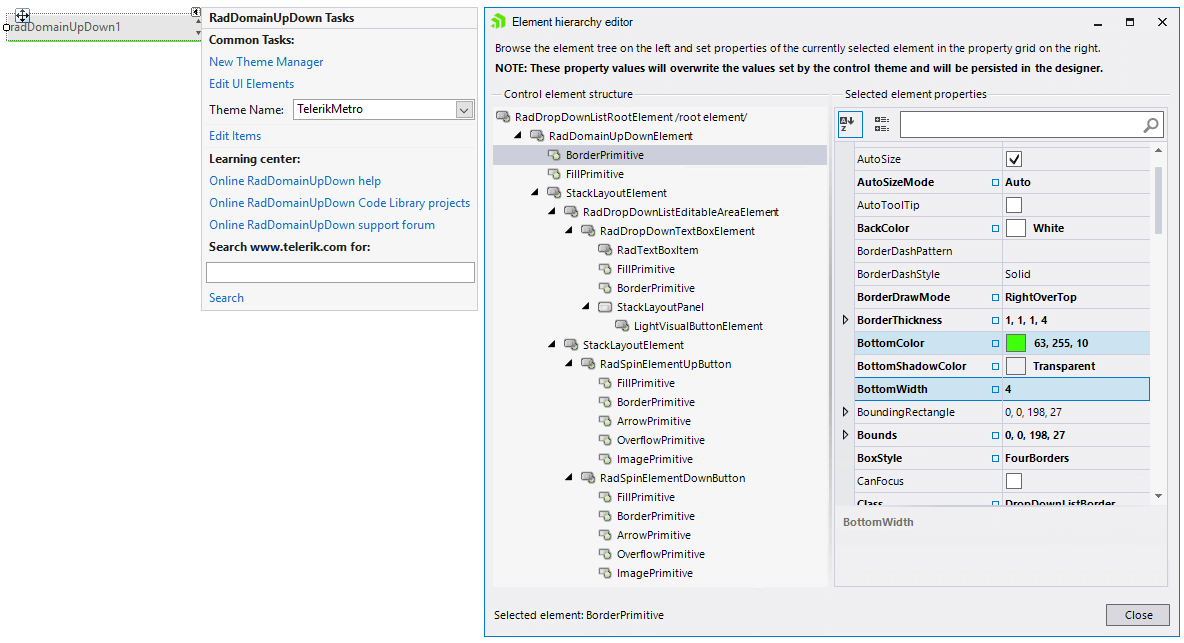 radDomainUpDown1
RadDomainUpDown Tasks
Common Tasks:
New Theme Manager
Edit UI Elements
Theme Name: TelerikMetro
Edit Items
Learning center:
Online RadDomainUpDown help
Online RadDomainUpDown Code Library projects
Online RadDomainUpDown support forum
Search www.telerik.com for:
Search
Element hierarchy editor
Browse the element tree on the left and set properties of the currently selected element in the property grid on the right.
NOTE: These property values will overwrite the values set by the control theme and will be persisted in the designer.
Control element structure
RadDropDownListRootElement /root element/
RadDomainUpDownElement
BorderPrimitive
FillPrimitive
StackLayoutElement
RadDropDownListEditableAreaElement
RadDropDownTextBoxElement
RadTextBoxItem
FillPrimitive
BorderPrimitive
StackLayoutPanel
LightVisualButtonElement
StackLayoutElement
RadSpinElementUpButton
FillPrimitive
BorderPrimitive
ArrowPrimitive
OverflowPrimitive
ImagePrimitive
RadSpinElementDownButton
FillPrimitive
BorderPrimitive
ArrowPrimitive
OverflowPrimitive
ImagePrimitive
Selected element: BorderPrimitive
Selected element properties
AutoSize
AutoSizeMode Auto
AutoToolTip
BackColor White
BorderDashPattern
BorderDashStyle Solid
BorderDrawMode RightOverTop
BorderThickness 1, 1, 1, 4
BottomColor 63, 255, 10
BottomShadowColor Transparent
BottomWidth 4
BoundingRectangle 0, 0, 198, 27
Bounds 0, 0, 198, 27
BoxStyle FourBorders
CanFocus
Class DropDownListBorder
BottomWidth
Close